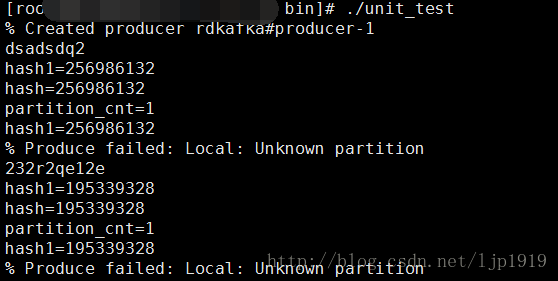 [roo bin]# ./unit_test
% Created producer rdkafka#producer-1
dsadsdq2
hash1=256986132
hash=256986132
partition_cnt=1
hash1=256986132
% Produce failed: Local: Unknown partition
232r2qe12e
hash1=195339328
hash=195339328
partition_cnt=1
hash1=195339328
http://blog.csdn.net/ljp1919
% Produce failed: Local: Unknown partition